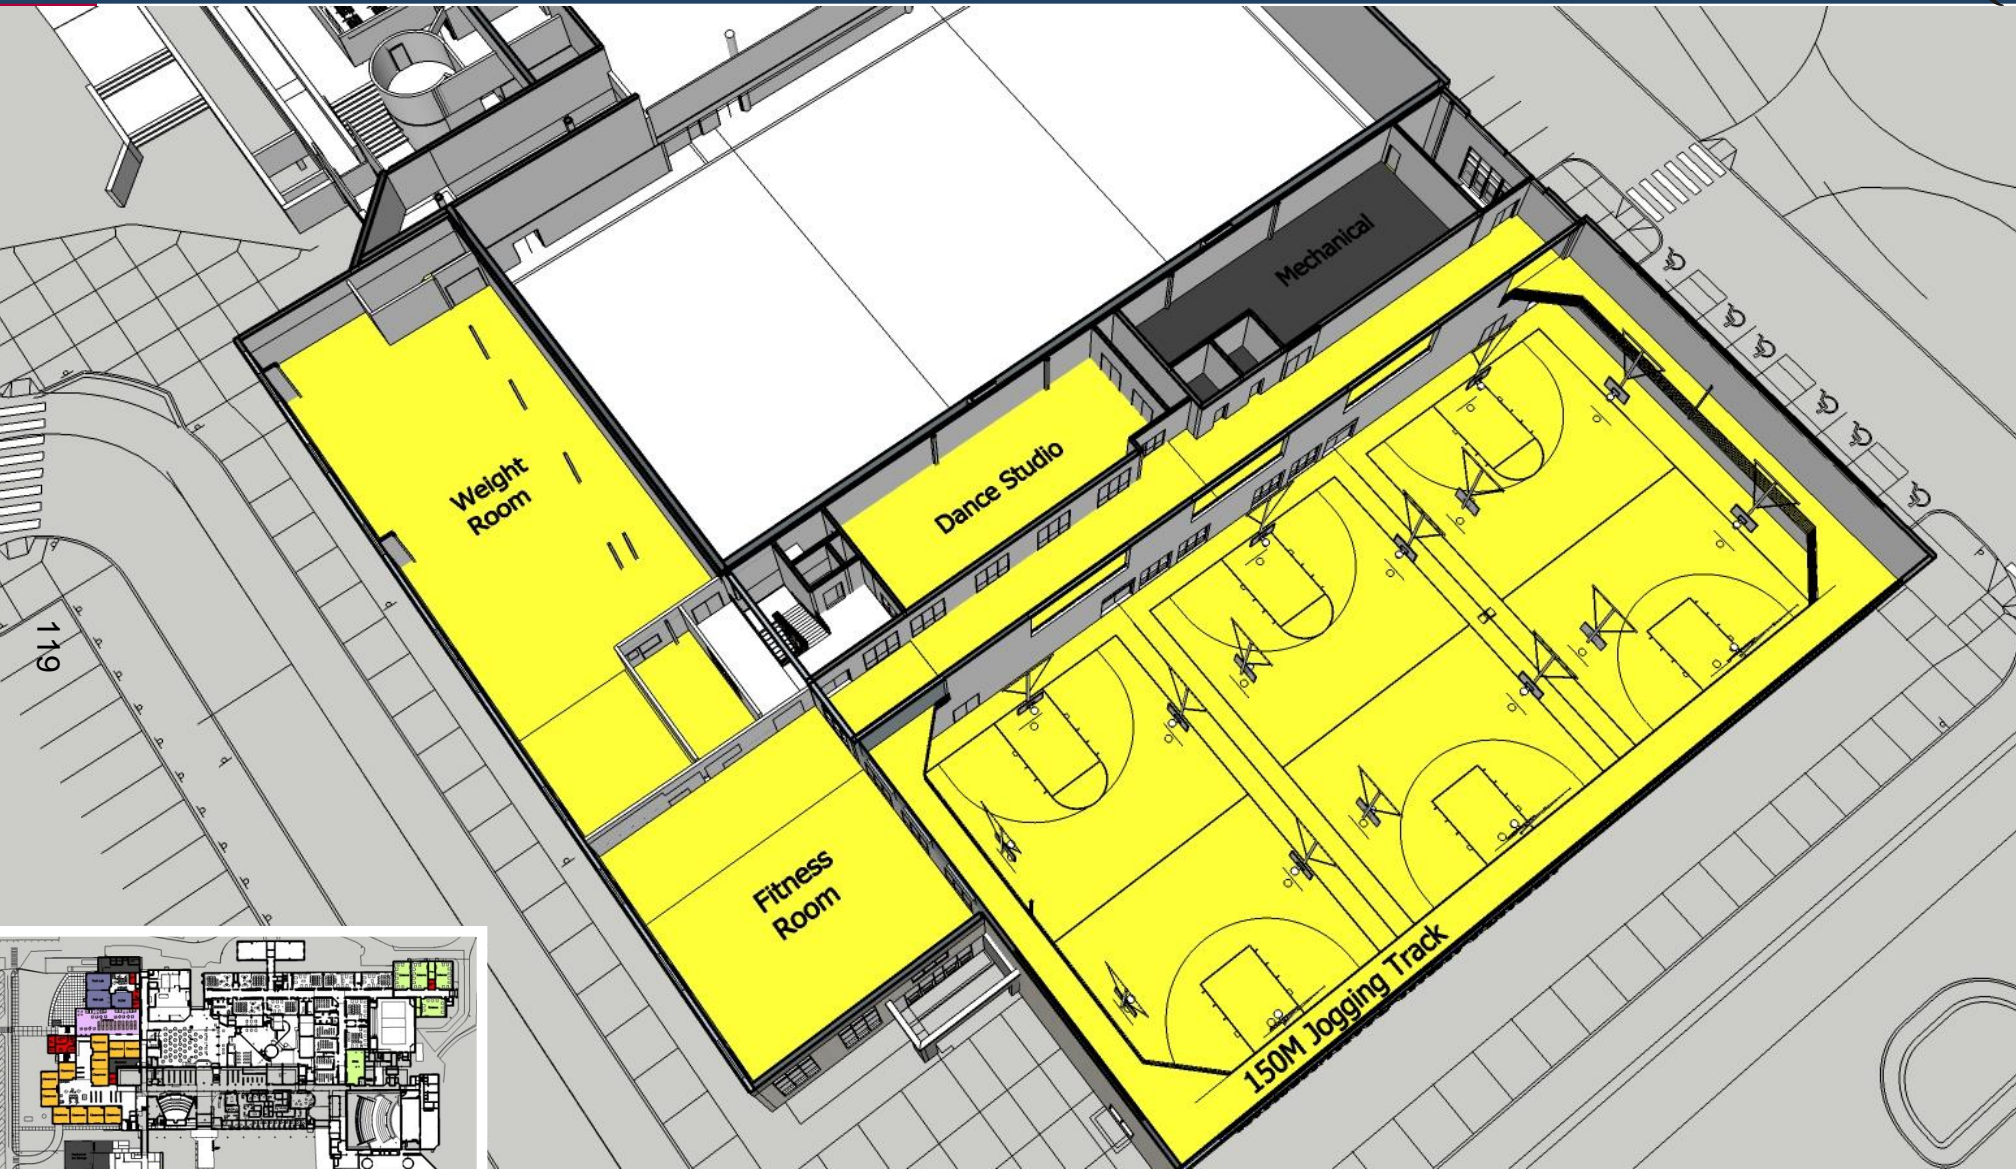 Mechanical
Weight
Room
Dance Studio
Fitness
Room
150M Jogging Track
119